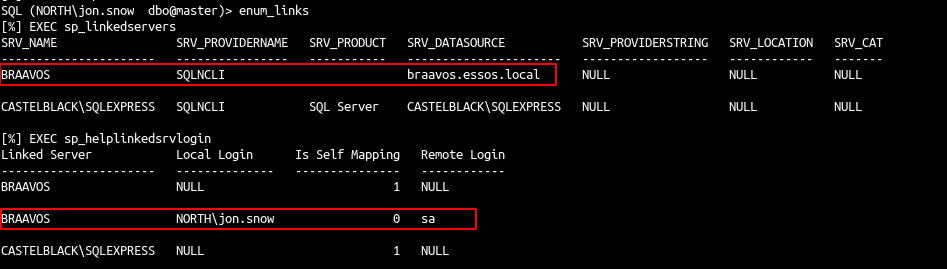 SQL (NORTH\jon.snow  dbo@master)> enum_links
[%] EXEC sp_linkedservers
SRV_NAME                 SRV_PROVIDERNAME   SRV_PRODUCT   SRV_DATASOURCE           SRV_PROVIDERSTRING   SRV_LOCATION   SRV_CAT
----------------------   ----------------   -----------   ----------------------   ------------------   ------------   -------
BRAAVOS                  SQLNCLI                          braavos.essos.local      NULL                 NULL           NULL
CASTELBLACK\SQLEXPRESS   SQLNCLI            SQL Server    CASTELBLACK\SQLEXPRESS   NULL                 NULL           NULL
[%] EXEC sp_helplinkedsrvlogin
Linked Server            Local Login      Is Self Mapping   Remote Login
----------------------   --------------   ---------------   ------------
BRAAVOS                  NULL                           1   NULL
BRAAVOS                  NORTH\jon.snow                 0   sa
CASTELBLACK\SQLEXPRESS   NULL                           1   NULL